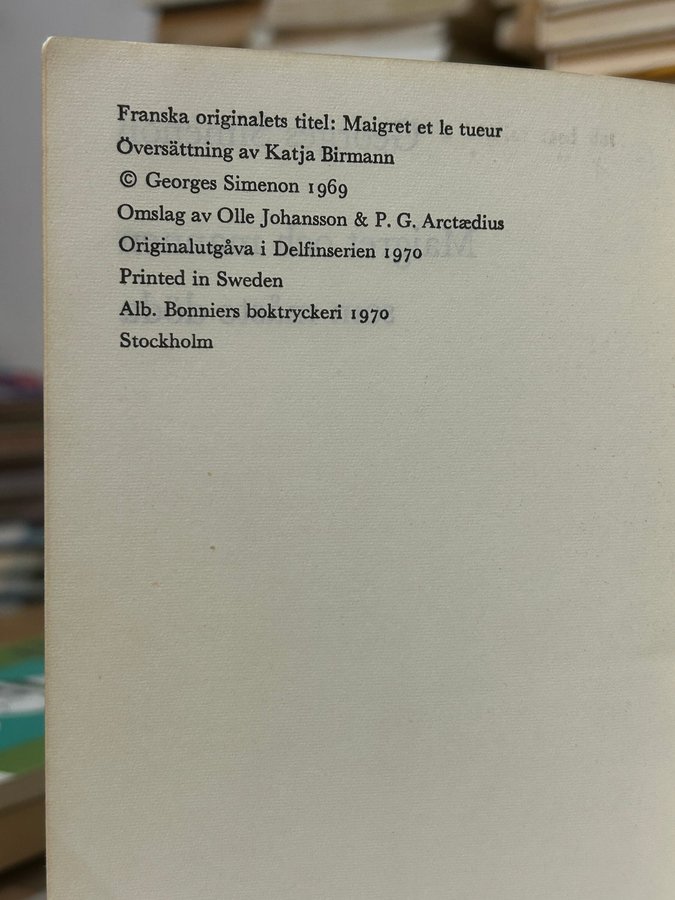 Franska originalets titel: Maigret et le tueur
Översättning av Katja Birmann
© Georges Simenon 1969
Omslag av Olle Johansson & P. G. Arctædius
Originalutgåva i Delfinserien 1970
Printed in Sweden
Alb. Bonniers boktryckeri 1970
Stockholm